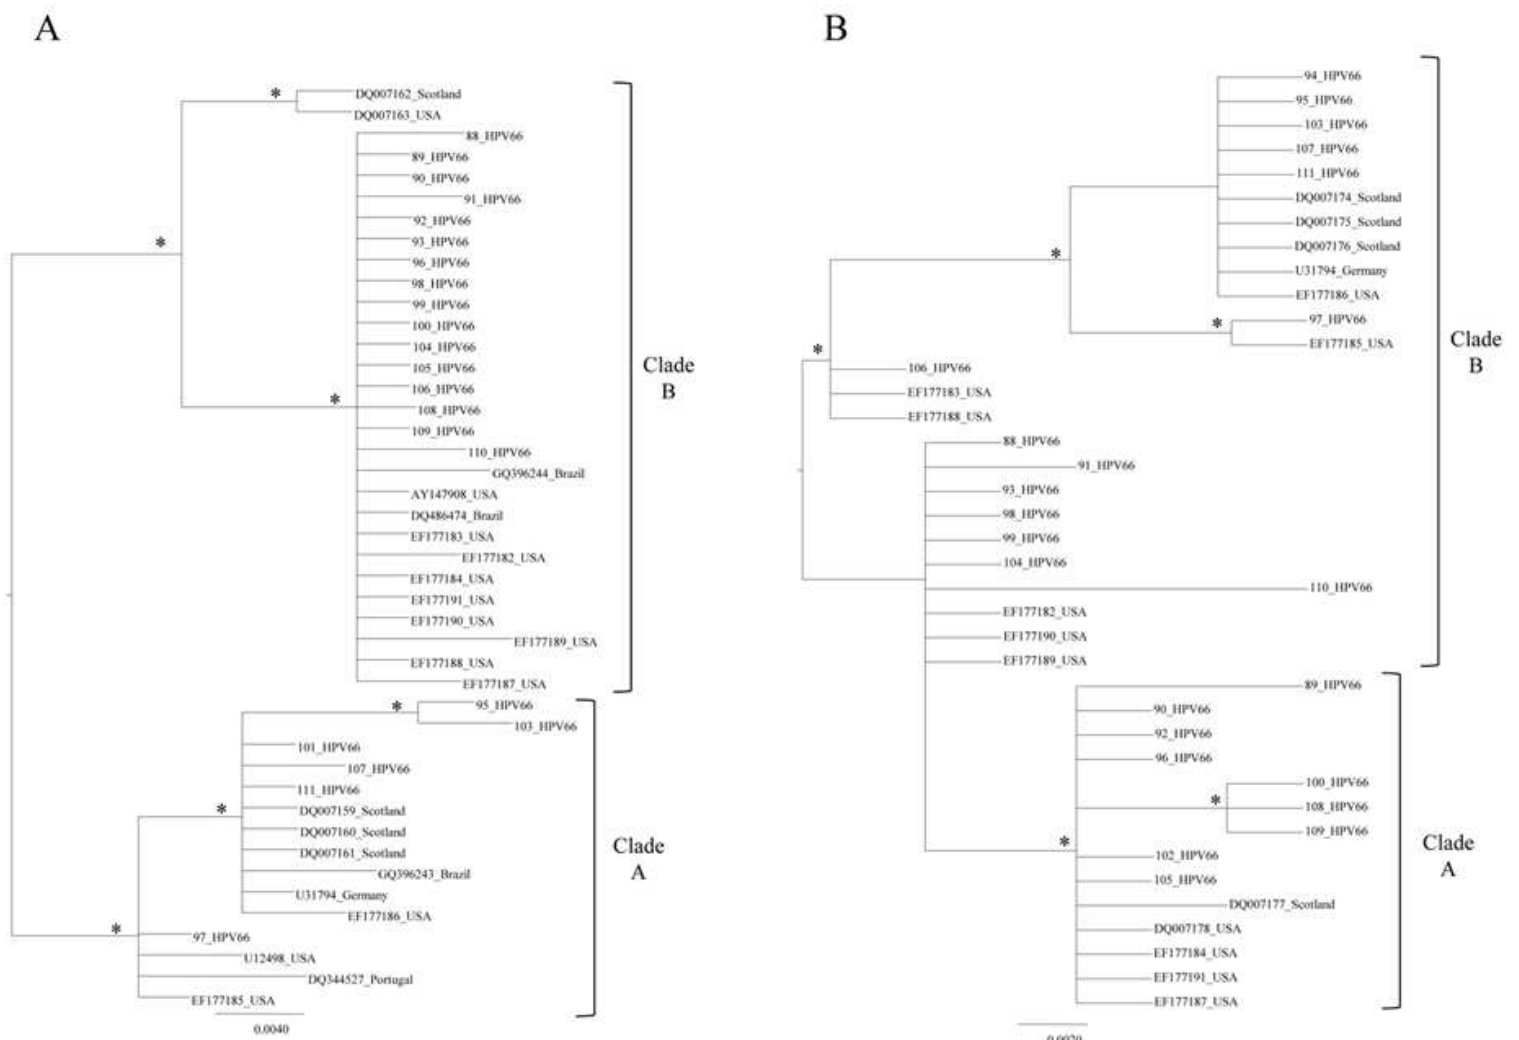 A
DQ007162_Scotland
DQ007163_USA
88_HPV66
89_HPV66
90_HPV66
91_HPV66
92_HPV66
93_HPV66
96_HPV66
98_HPV66
99_HPV66
100_HPV66
104_HPV66
105_HPV66
106_HPV66
108_HPV66
109_HPV66
110_HPV66
GQ396244_Brazil
AY147908_USA
DQ486474_Brazil
EF177183_USA
EF177182_USA
EF177184_USA
EF177191_USA
EF177190_USA
EF177189_USA
EF177188_USA
EF177187_USA
Clade
B
95_HPV66
103_HPV66
101_HPV66
107_HPV66
111_HPV66
DQ007159_Scotland
DQ007160_Scotland
DQ007161_Scotland
GQ396243_Brazil
U31794_Germany
EF177186_USA
97_HPV66
U12498_USA
DQ344527_Portugal
EF177185_USA
Clade
A
0.0040
B
94_HPV66
95_HPV66
103_HPV66
107_HPV66
111_HPV66
DQ007174_Scotland
DQ007175_Scotland
DQ007176_Scotland
U31794_Germany
EF177186_USA
97_HPV66
EF177185_USA
106_HPV66
EF177183_USA
EF177188_USA
88_HPV66
91_HPV66
93_HPV66
98_HPV66
99_HPV66
104_HPV66
110_HPV66
EF177182_USA
EF177190_USA
EF177189_USA
Clade
B
89_HPV66
90_HPV66
92_HPV66
96_HPV66
100_HPV66
108_HPV66
109_HPV66
102_HPV66
105_HPV66
DQ007177_Scotland
DQ007178_USA
EF177184_USA
EF177191_USA
EF177187_USA
Clade
A